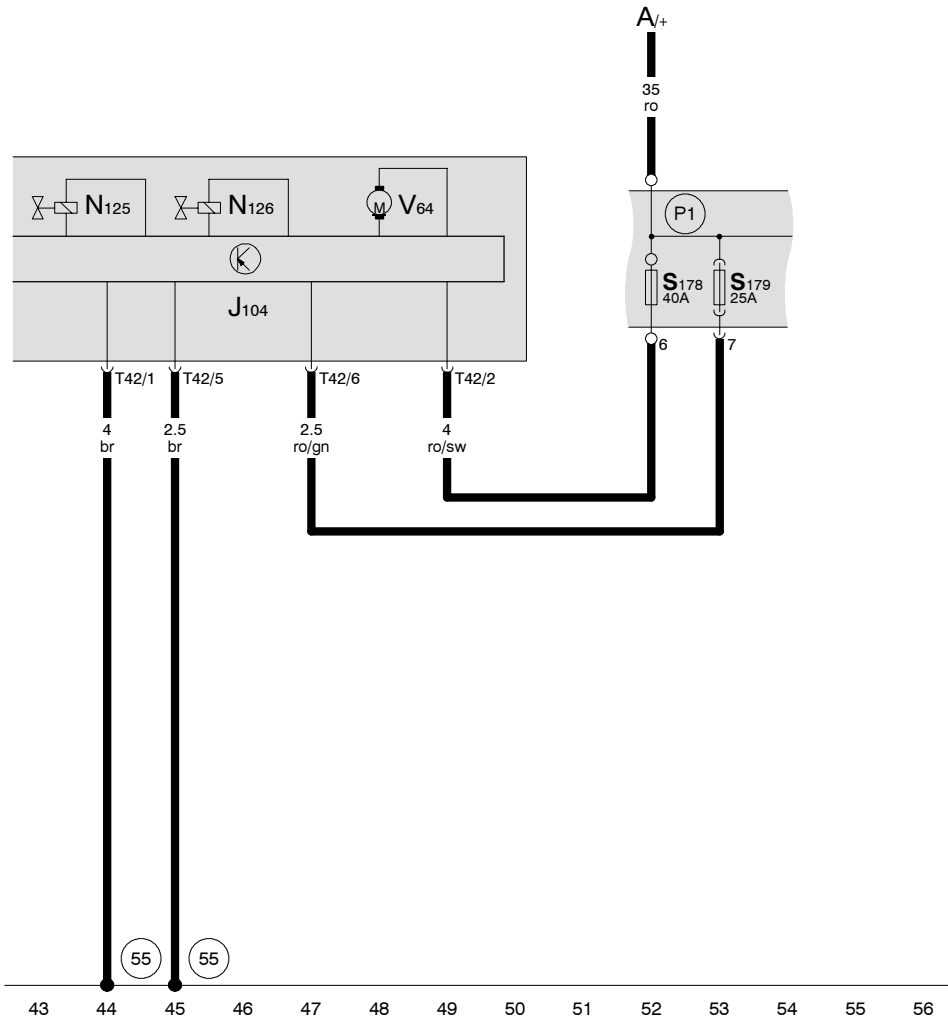 A/+
35
ro
P1
N125 N126 V64
M
S178 S179
40A 25A
J104
6 7
T42/1 T42/5 T42/6 T42/2
4 2.5 2.5 4
br br ro/gn ro/sw
55 55
43 44 45 46 47 48 49 50 51 52 53 54 55 56